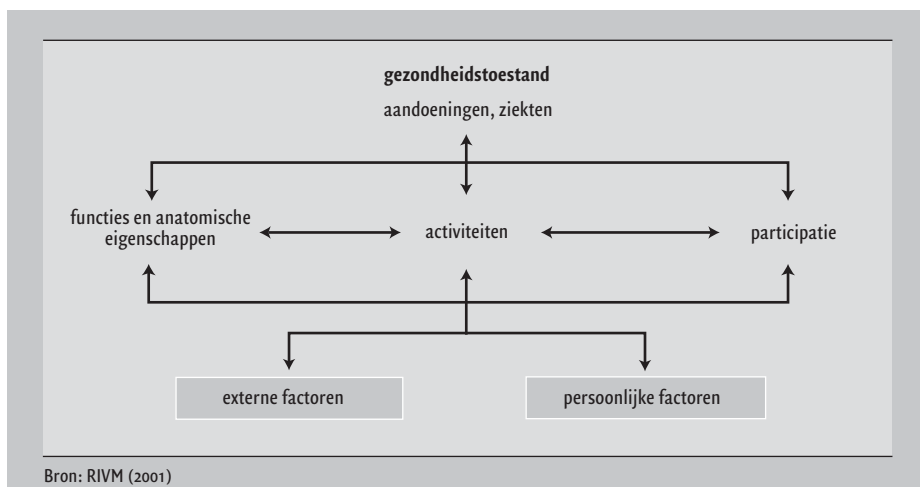 gezondheidstoestand
aandoeningen, ziekten
functies en anatomische
eigenschappen
activiteiten
participatie
externe factoren
persoonlijke factoren
Bron: RIVM (2001)